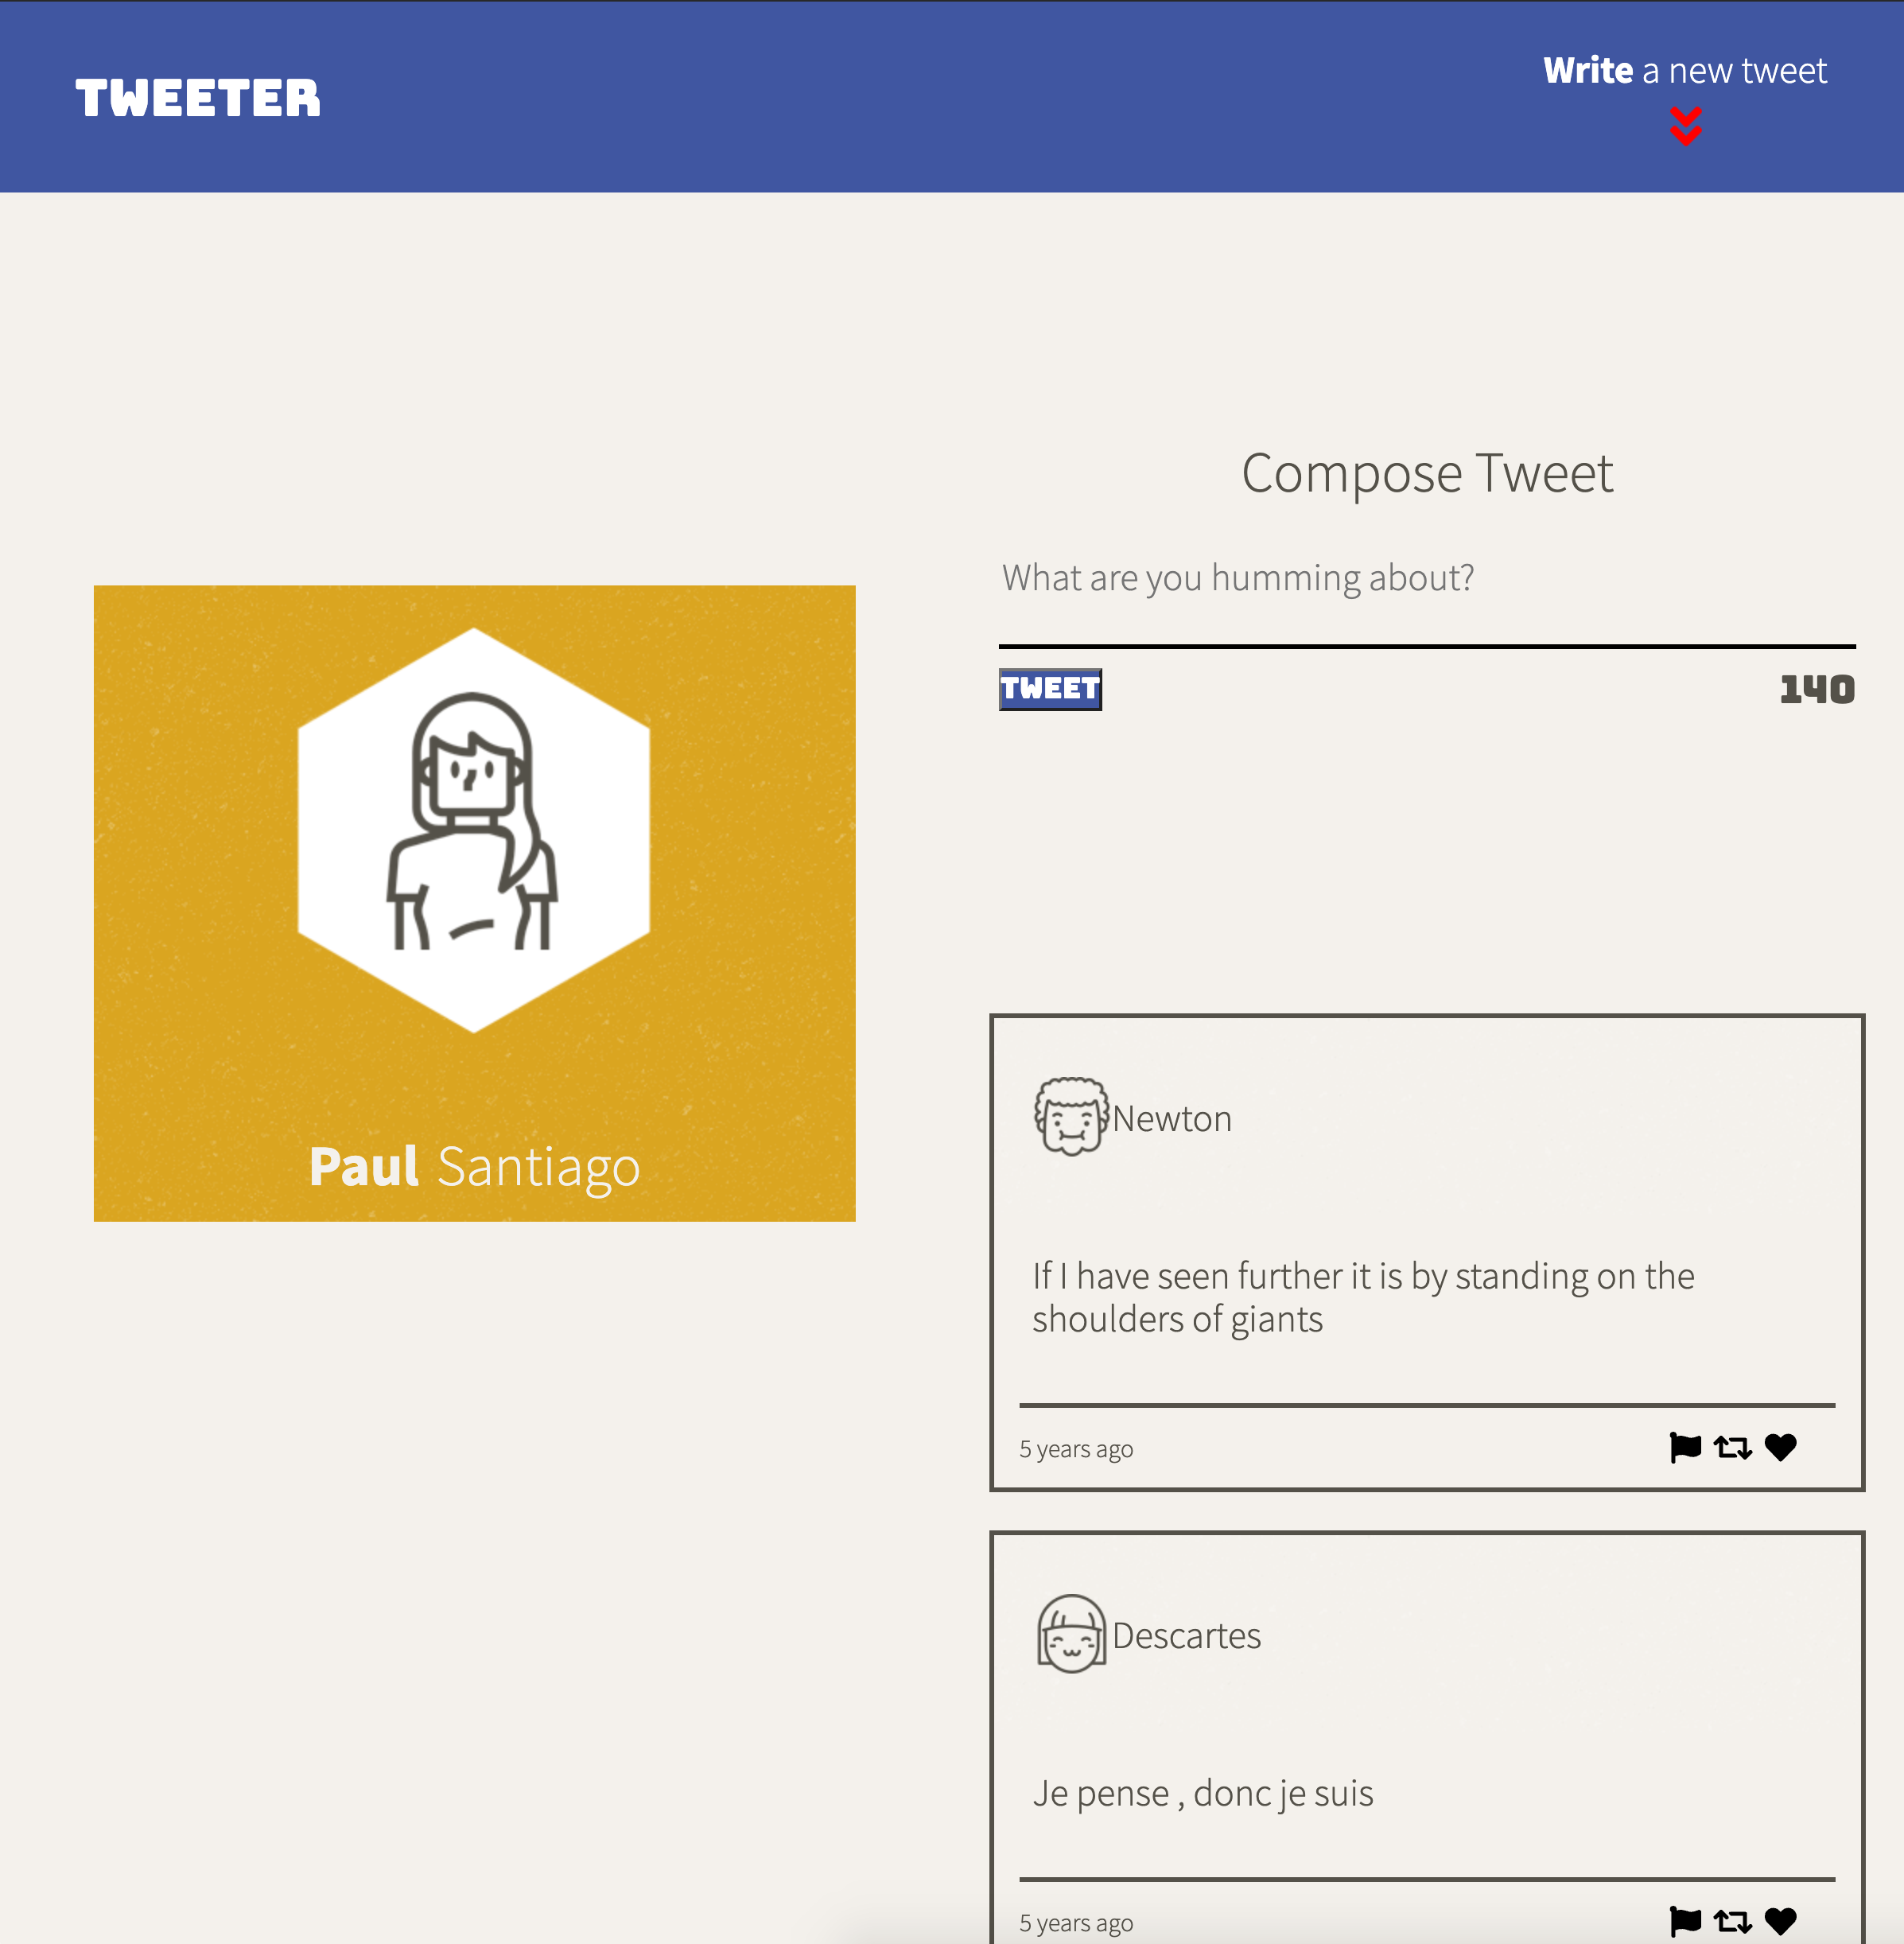 TWEETER
Write a new tweet
Compose Tweet
What are you humming about?
TWEET
140
Paul Santiago
Newton
If I have seen further it is by standing on the
shoulders of giants
5 years ago
Descartes
Je pense , donc je suis
5 years ago